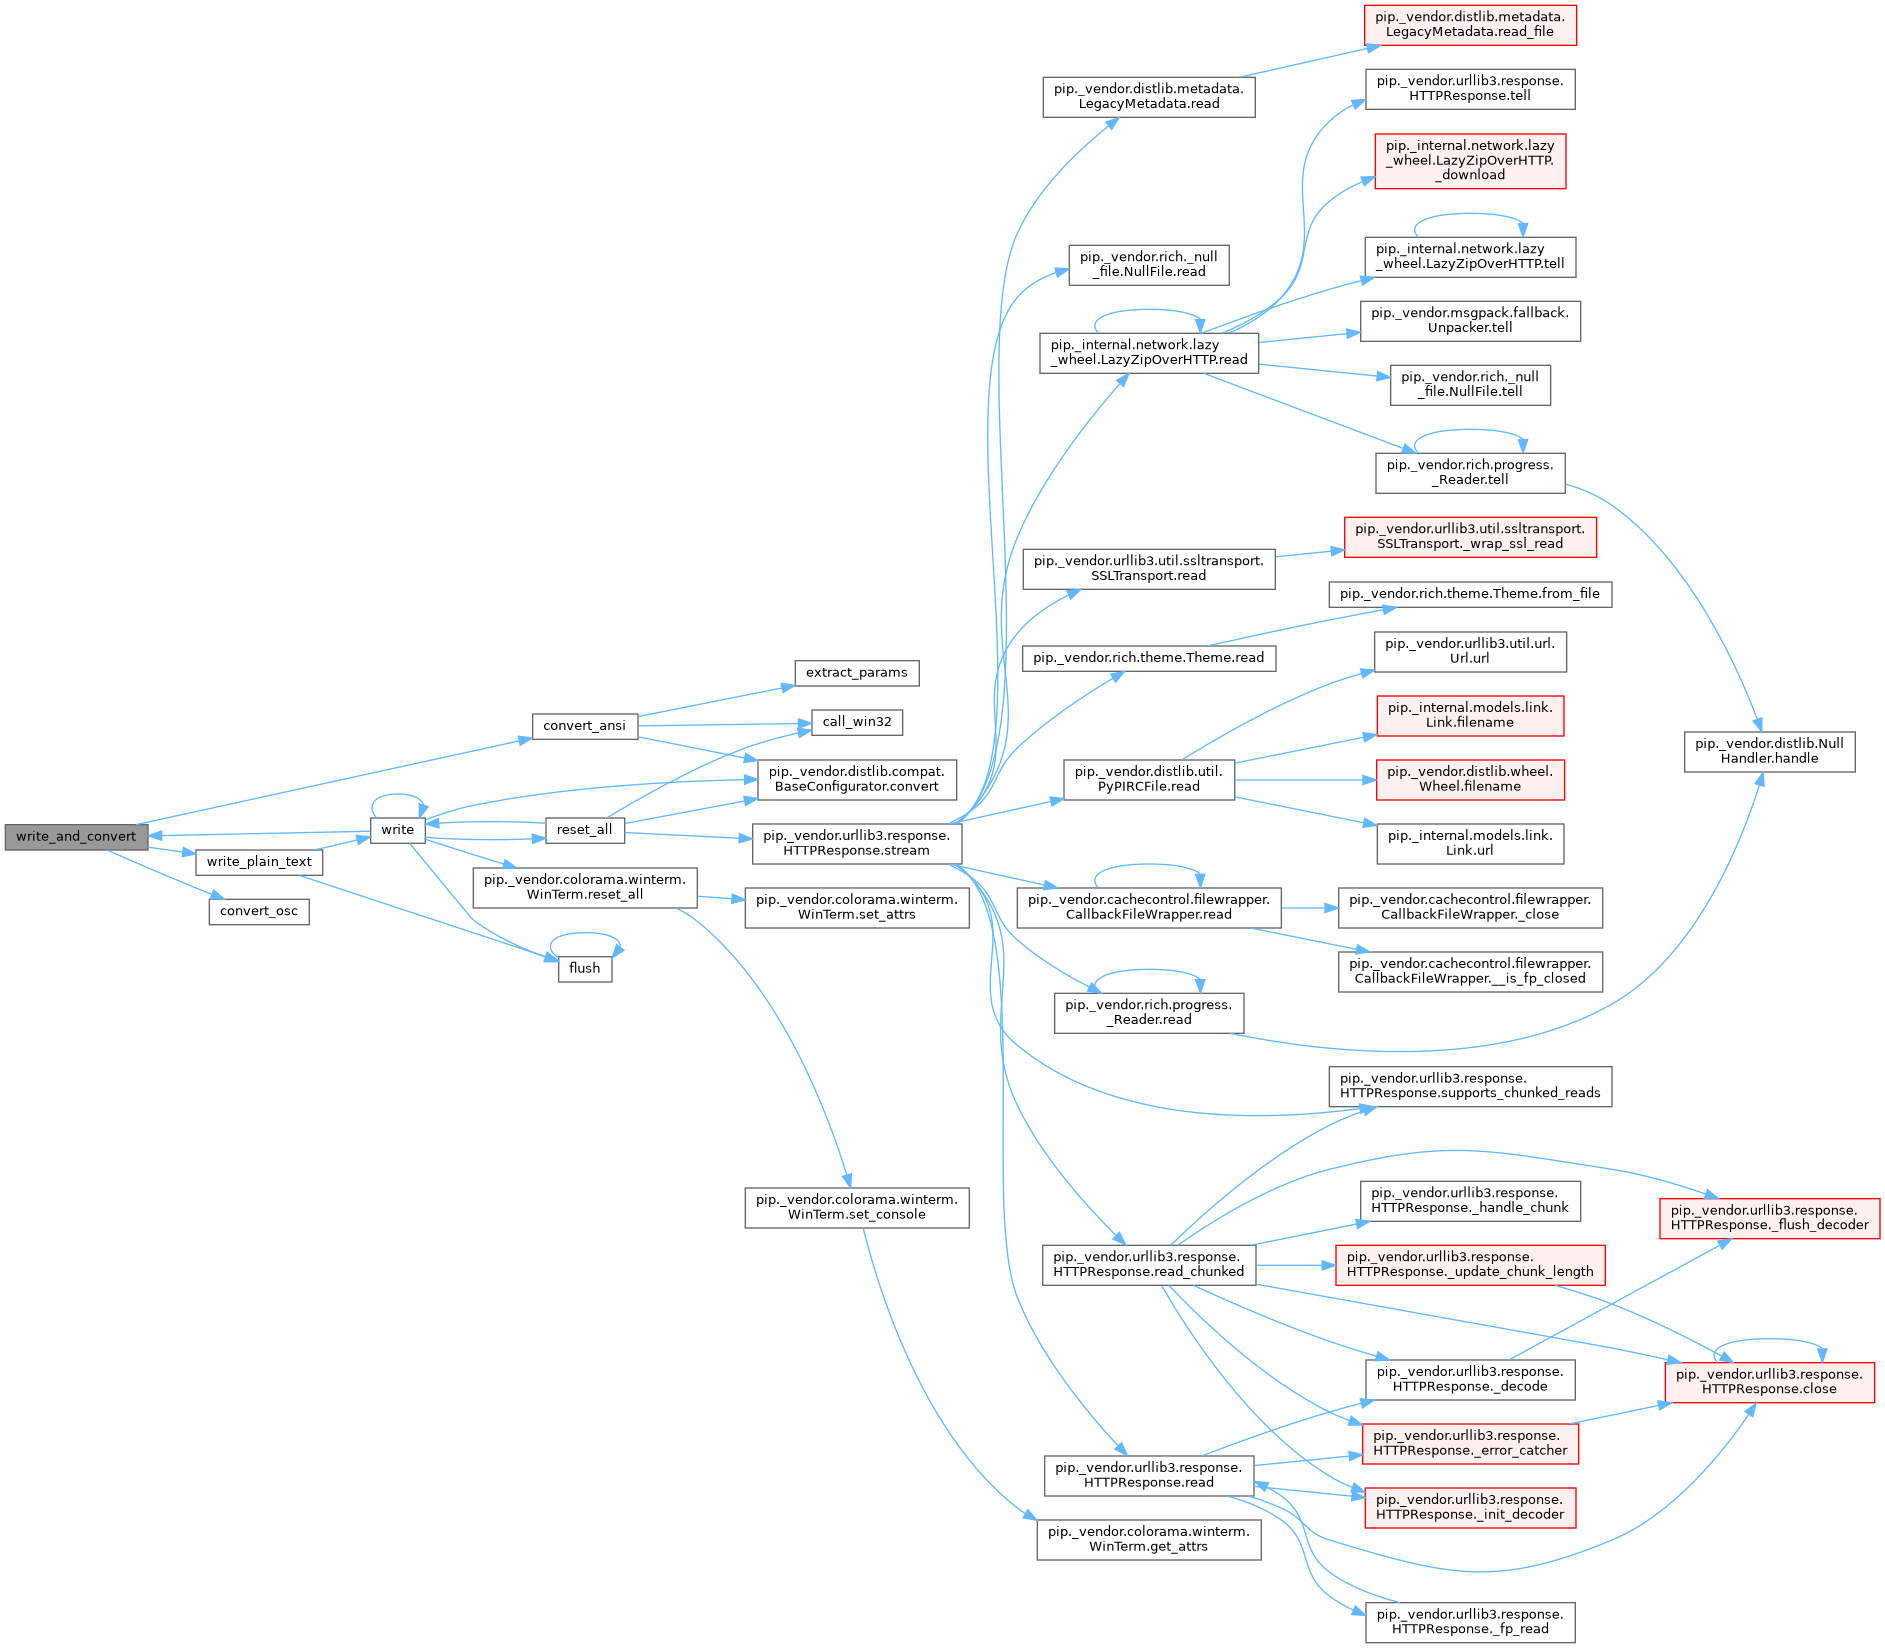 write_and_convert
convert_ansi
write_plain_text
convert_osc
extract_params
call_win32
pip._vendor.distlib.compat.
BaseConfigurator.convert
write
reset_all
pip._vendor.colorama.winterm.
WinTerm.reset_all
flush
pip._vendor.urllib3.response.
HTTPResponse.stream
pip._vendor.colorama.winterm.
WinTerm.set_attrs
pip._vendor.colorama.winterm.
WinTerm.set_console
pip._vendor.colorama.winterm.
WinTerm.get_attrs
pip._vendor.distlib.metadata.
LegacyMetadata.read
pip._vendor.distlib.metadata.
LegacyMetadata.read_file
pip._vendor.rich._null
_file.NullFile.read
pip._internal.network.lazy
_wheel.LazyZipOverHTTP.read
pip._vendor.urllib3.response.
HTTPResponse.tell
pip._internal.network.lazy
_wheel.LazyZipOverHTTP.
_download
pip._internal.network.lazy
_wheel.LazyZipOverHTTP.tell
pip._vendor.msgpack.fallback.
Unpacker.tell
pip._vendor.rich._null
_file.NullFile.tell
pip._vendor.rich.progress.
_Reader.tell
pip._vendor.distlib.Null
Handler.handle
pip._vendor.urllib3.util.ssltransport.
SSLTransport.read
pip._vendor.urllib3.util.ssltransport.
SSLTransport._wrap_ssl_read
pip._vendor.rich.theme.Theme.read
pip._vendor.rich.theme.Theme.from_file
pip._vendor.distlib.util.
PyPIRCFile.read
pip._vendor.urllib3.util.url.
Url.url
pip._internal.models.link.
Link.filename
pip._vendor.distlib.wheel.
Wheel.filename
pip._internal.models.link.
Link.url
pip._vendor.cachecontrol.filewrapper.
CallbackFileWrapper.read
pip._vendor.cachecontrol.filewrapper.
CallbackFileWrapper._close
pip._vendor.cachecontrol.filewrapper.
CallbackFileWrapper.__is_fp_closed
pip._vendor.rich.progress.
_Reader.read
pip._vendor.urllib3.response.
HTTPResponse.supports_chunked_reads
pip._vendor.urllib3.response.
HTTPResponse.read_chunked
pip._vendor.urllib3.response.
HTTPResponse._handle_chunk
pip._vendor.urllib3.response.
HTTPResponse._flush_decoder
pip._vendor.urllib3.response.
HTTPResponse._update_chunk_length
pip._vendor.urllib3.response.
HTTPResponse._decode
pip._vendor.urllib3.response.
HTTPResponse.close
pip._vendor.urllib3.response.
HTTPResponse._error_catcher
pip._vendor.urllib3.response.
HTTPResponse.read
pip._vendor.urllib3.response.
HTTPResponse._init_decoder
pip._vendor.urllib3.response.
HTTPResponse._fp_read